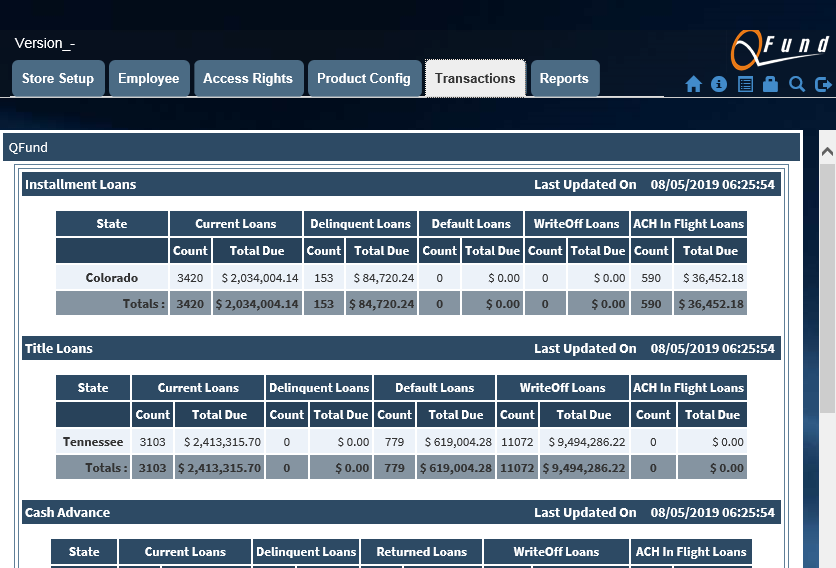 Version_-
QFund
Store Setup Employee Access Rights Product Config Transactions Reports
QFund
Installment Loans Last Updated On 08/05/2019 06:25:54
State Current Loans Delinquent Loans Default Loans WriteOff Loans ACH In Flight Loans
Count Total Due Count Total Due Count Total Due Count Total Due Count Total Due
Colorado 3420 $ 2,034,004.14 153 $ 84,720.24 0 $ 0.00 0 $ 0.00 590 $ 36,452.18
Totals : 3420 $ 2,034,004.14 153 $ 84,720.24 0 $ 0.00 0 $ 0.00 590 $ 36,452.18
Title Loans Last Updated On 08/05/2019 06:25:54
State Current Loans Delinquent Loans Default Loans WriteOff Loans ACH In Flight Loans
Count Total Due Count Total Due Count Total Due Count Total Due Count Total Due
Tennessee 3103 $ 2,413,315.70 0 $ 0.00 779 $ 619,004.28 11072 $ 9,494,286.22 0 $ 0.00
Totals : 3103 $ 2,413,315.70 0 $ 0.00 779 $ 619,004.28 11072 $ 9,494,286.22 0 $ 0.00
Cash Advance Last Updated On 08/05/2019 06:25:54
State Current Loans Delinquent Loans Returned Loans WriteOff Loans ACH In Flight Loans